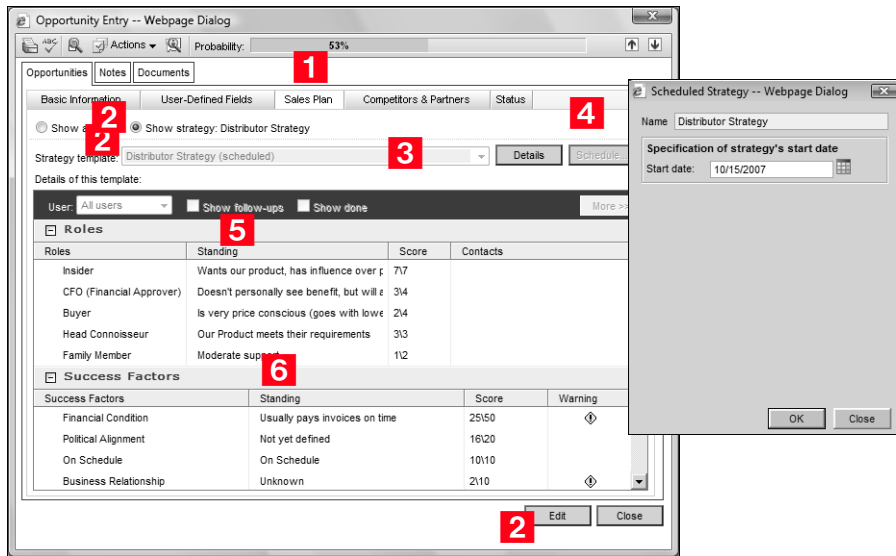 Opportunity Entry -- Webpage Dialog
ABC Actions Probability: 53%
1
Opportunities Notes Documents
Basic Information User-Defined Fields Sales Plan Competitors & Partners Status
2
4
Show a Show strategy: Distributor Strategy
2
3
Strategy template: Distributor Strategy (scheduled) Details Schedule...
Details of this template:
User: All users Show follow-ups Show done More >>
5
Roles
Roles Standing Score Contacts
Insider Wants our product, has influence over p 7\7
CFO (Financial Approver) Doesn't personally see benefit, but will a 3\4
Buyer Is very price conscious (goes with lowe 2\4
Head Connoisseur Our Product meets their requirements 3\3
Family Member Moderate support 1\2
6
Success Factors
Success Factors Standing Score Warning
Financial Condition Usually pays invoices on time 25\50
Political Alignment Not yet defined 16\20
On Schedule On Schedule 10\10
Business Relationship Unknown 2\10
2
Edit Close
Scheduled Strategy -- Webpage Dialog
Name Distributor Strategy
Specification of strategy's start date
Start date: 10/15/2007
OK Close